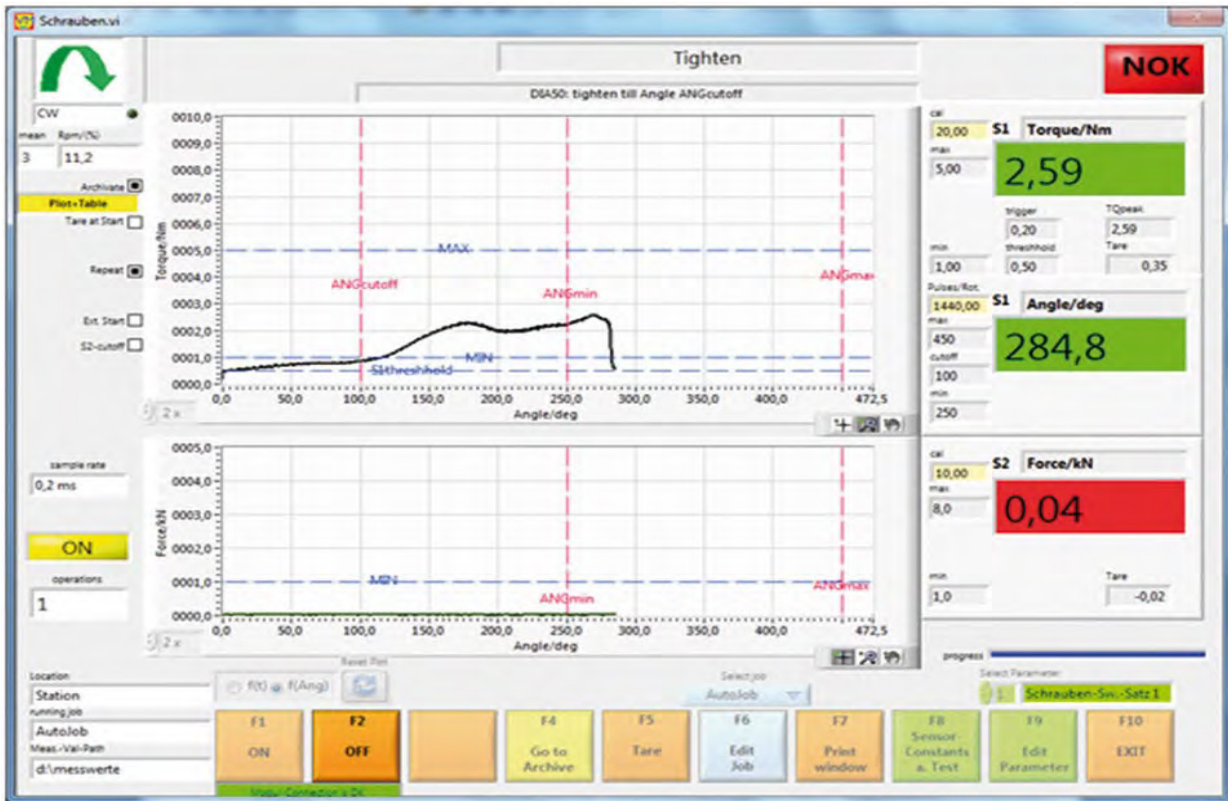 Schrauben.vi
Tighten
NOK
DIA50: tighten till Angle ANGcutoff
CW
mean Rpm/(%)
3 11,2
Archivate
Plot+Table
Tare at Start
Repeat
Ext. Start
S2-cutoff
sample rate
0,2 ms
ON
operations
1
Torque/Nm
0010,0
0009,0
0008,0
0007,0
0006,0
0005,0
0004,0
0003,0
0002,0
0001,0
0000,0
MAX
ANGcutoff
ANGmin
ANGmax
MIN
S1threshhold
0,0 50,0 100,0 150,0 200,0 250,0 300,0 350,0 400,0 472,5
Angle/deg
2 x
Force/kN
0005,0
0004,0
0003,0
0002,0
0001,0
0000,0
MIN
ANGmin
ANGmax
0,0 50,0 100,0 150,0 200,0 250,0 300,0 350,0 400,0 472,5
Angle/deg
2 x
cal
20,00
S1 Torque/Nm
max
5,00
2,59
trigger
0,20
TQpeak
2,59
min
1,00
threshhold
0,50
Tare
0,35
Pulses/Rot.
1440,00
S1 Angle/deg
max
450
284,8
cutoff
100
min
250
cal
10,00
S2 Force/kN
max
8,0
0,04
min
1,0
Tare
-0,02
progress
Location
Station
running job
AutoJob
Meas.-Val-Path
d:\messwerte
Reset Plot
f(t) f(Ang)
Select job
AutoJob
Select Parameter
1 Schrauben-Sw.-Satz 1
F1
ON
F2
OFF
F4
Go to
Archive
F5
Tare
F6
Edit
Job
F7
Print
window
F8
Sensor-
Constants
a. Test
F9
Edit
Parameter
F10
EXIT